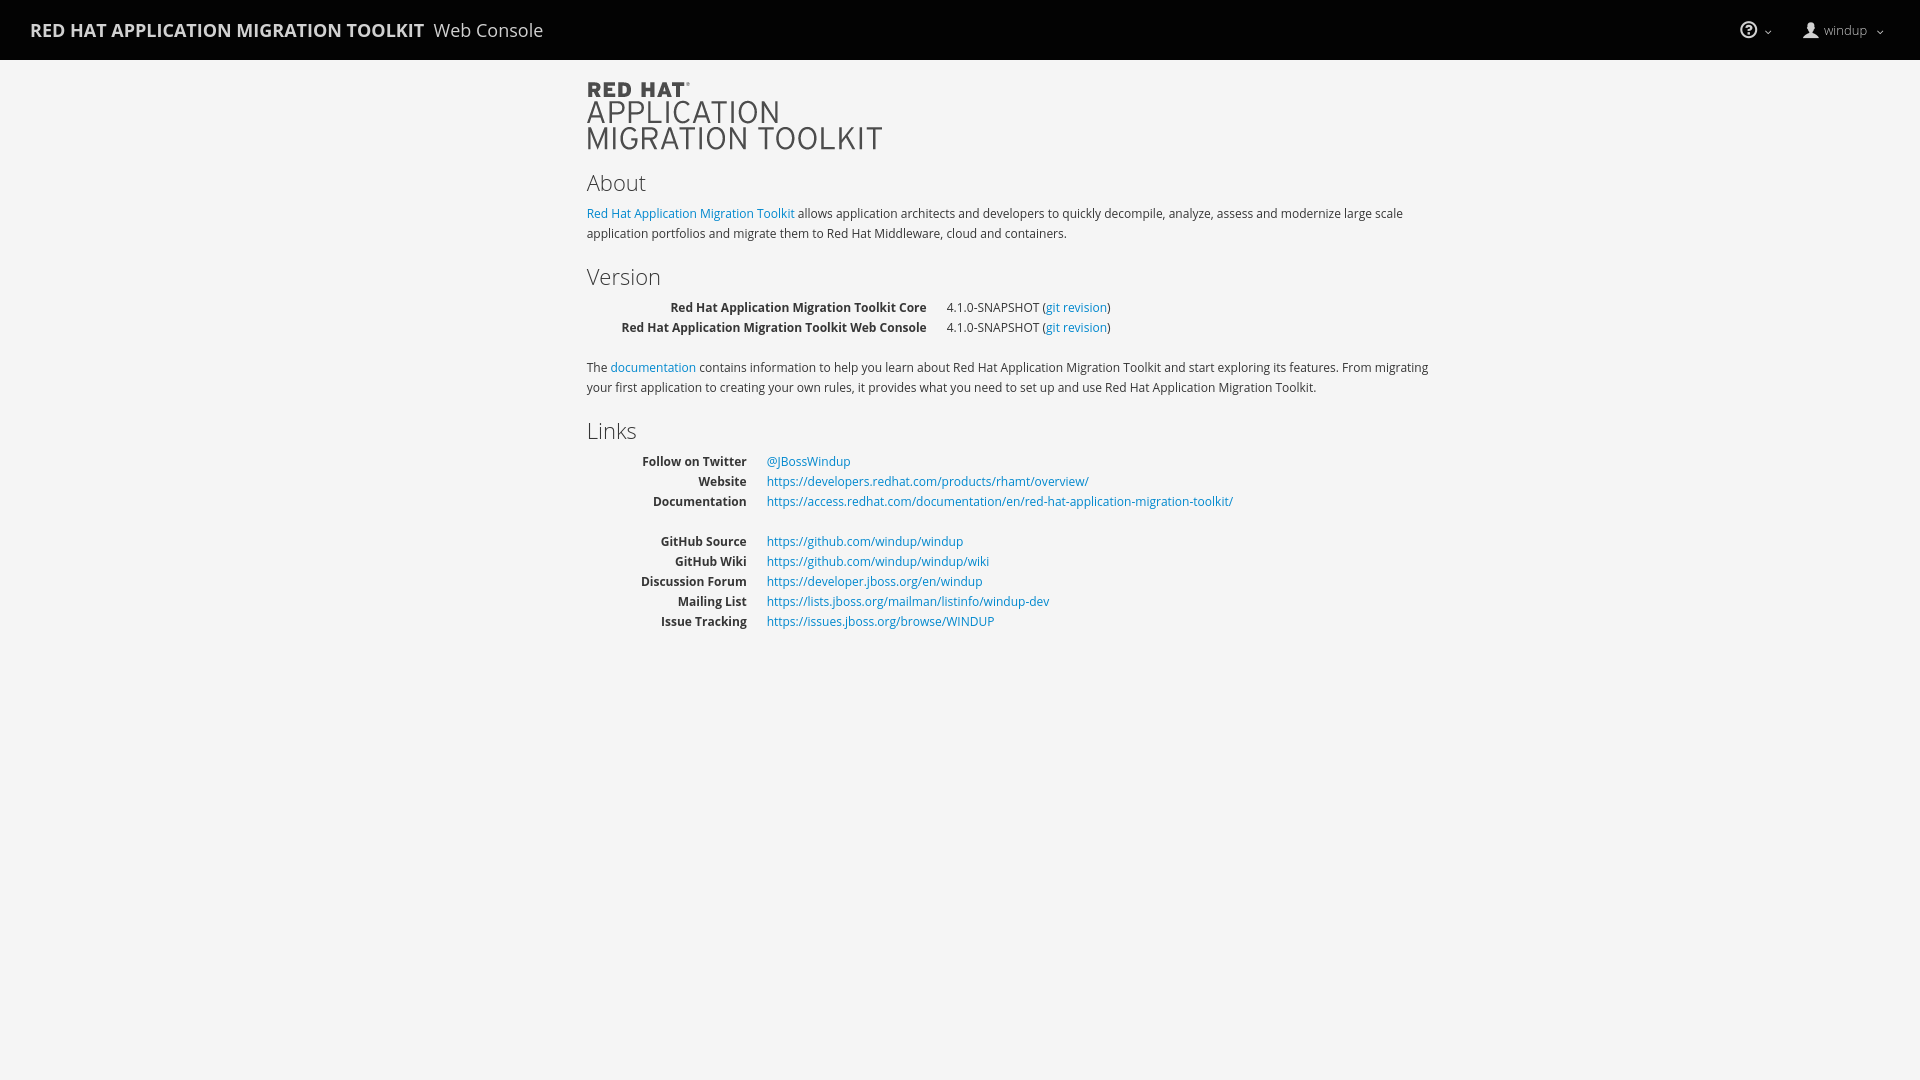 RED HAT APPLICATION MIGRATION TOOLKIT Web Console
windup
RED HAT®
APPLICATION
MIGRATION TOOLKIT
About
Red Hat Application Migration Toolkit allows application architects and developers to quickly decompile, analyze, assess and modernize large scale
application portfolios and migrate them to Red Hat Middleware, cloud and containers.
Version
Red Hat Application Migration Toolkit Core 4.1.0-SNAPSHOT (git revision)
Red Hat Application Migration Toolkit Web Console 4.1.0-SNAPSHOT (git revision)
The documentation contains information to help you learn about Red Hat Application Migration Toolkit and start exploring its features. From migrating
your first application to creating your own rules, it provides what you need to set up and use Red Hat Application Migration Toolkit.
Links
Follow on Twitter @JBossWindup
Website https://developers.redhat.com/products/rhamt/overview/
Documentation https://access.redhat.com/documentation/en/red-hat-application-migration-toolkit/
GitHub Source https://github.com/windup/windup
GitHub Wiki https://github.com/windup/windup/wiki
Discussion Forum https://developer.jboss.org/en/windup
Mailing List https://lists.jboss.org/mailman/listinfo/windup-dev
Issue Tracking https://issues.jboss.org/browse/WINDUP